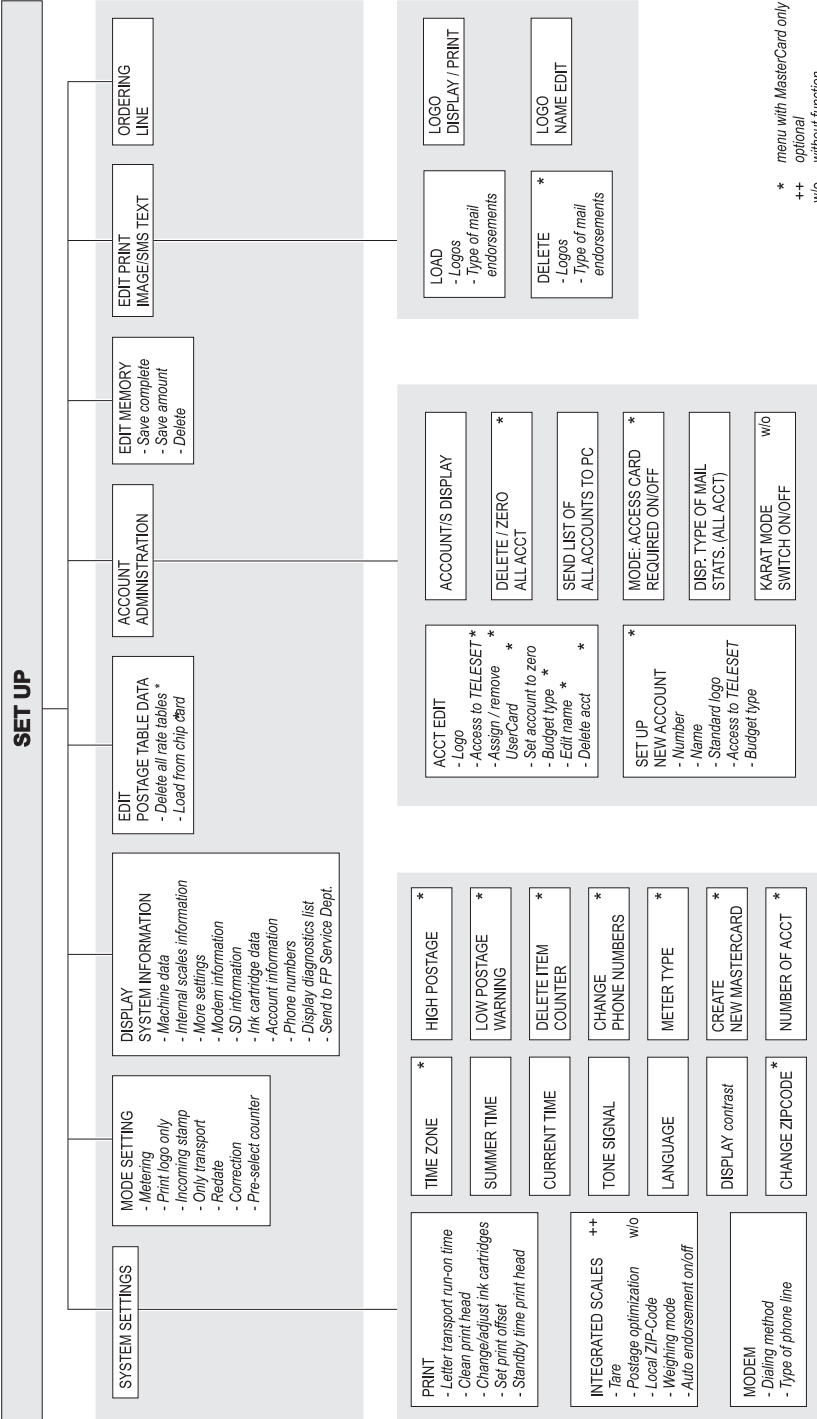 SET UP
SYSTEM SETTINGS
MODE SETTING
- Metering
- Print logo only
- Incoming stamp
- Only transport
- Redate
- Correction
- Pre-select counter
DISPLAY
SYSTEM INFORMATION
- Machine data
- Internal scales information
- More settings
- Modem information
- SD information
- Ink cartridge data
- Account information
- Phone numbers
- Display diagnostics list
- Send to FP Service Dept.
EDIT
POSTAGE TABLE DATA
- Delete all rate tables *
- Load from chip card *
ACCOUNT
ADMINISTRATION
EDIT MEMORY
- Save complete
- Save amount
- Delete
EDIT PRINT
IMAGE/SMS TEXT
ORDERING
LINE
PRINT
- Letter transport run-on time
- Clean print head
- Change/adjust ink cartridges
- Set print offset
- Standby time print head
INTEGRATED SCALES ++
- Tare
- Postage optimization w/o
- Local ZIP-Code
- Weighing mode
- Auto endorsement on/off
MODEM
- Dialing method
- Type of phone line
TIME ZONE *
SUMMER TIME
CURRENT TIME
TONE SIGNAL
LANGUAGE
DISPLAY contrast
CHANGE ZIPCODE *
HIGH POSTAGE *
LOW POSTAGE *
WARNING
DELETE ITEM *
COUNTER
CHANGE *
PHONE NUMBERS
METER TYPE *
CREATE *
NEW MASTERCARD
NUMBER OF ACCT *
ACCT EDIT
- Logo
- Access to TELESET *
- Assign / remove *
UserCard *
- Set account to zero
- Budget type *
- Edit name *
- Delete acct *
SET UP *
NEW ACCOUNT
- Number
- Name
- Standard logo
- Access to TELESET
- Budget type
ACCOUNT/S DISPLAY
DELETE / ZERO *
ALL ACCT
SEND LIST OF
ALL ACCOUNTS TO PC
MODE: ACCESS CARD *
REQUIRED ON/OFF
DISP. TYPE OF MAIL
STATS. (ALL ACCT)
KARAT MODE w/o
SWITCH ON/OFF
LOAD
- Logos
- Type of mail
endorsements
DELETE *
- Logos
- Type of mail
endorsements
LOGO
DISPLAY / PRINT
LOGO
NAME EDIT
* menu with MasterCard only
++ optional
w/o without function